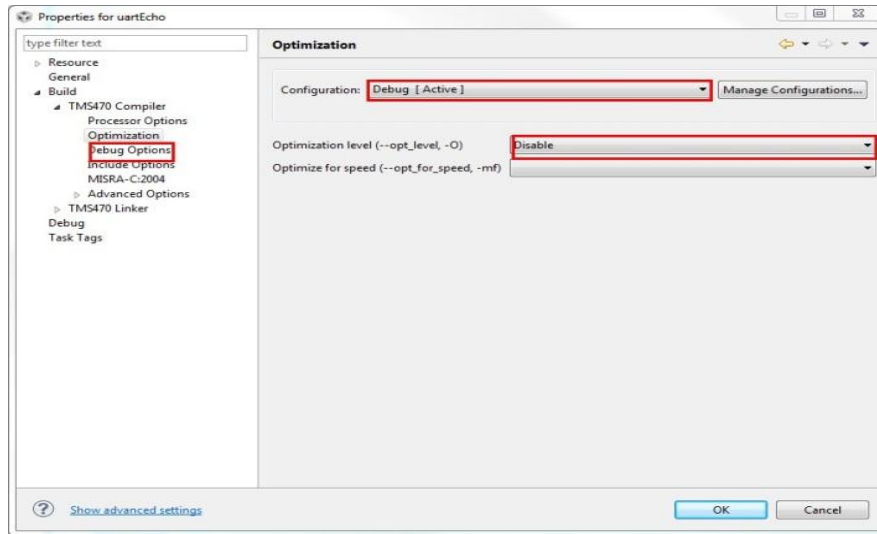 Properties for uartEcho
type filter text
Resource
General
Build
TMS470 Compiler
Processor Options
Optimization
Debug Options
Include Options
MISRA-C:2004
Advanced Options
TMS470 Linker
Debug
Task Tags
Optimization
Configuration: Debug [ Active ] Manage Configurations...
Optimization level (--opt_level, -O) Disable
Optimize for speed (--opt_for_speed, -mf)
Show advanced settings
OK Cancel